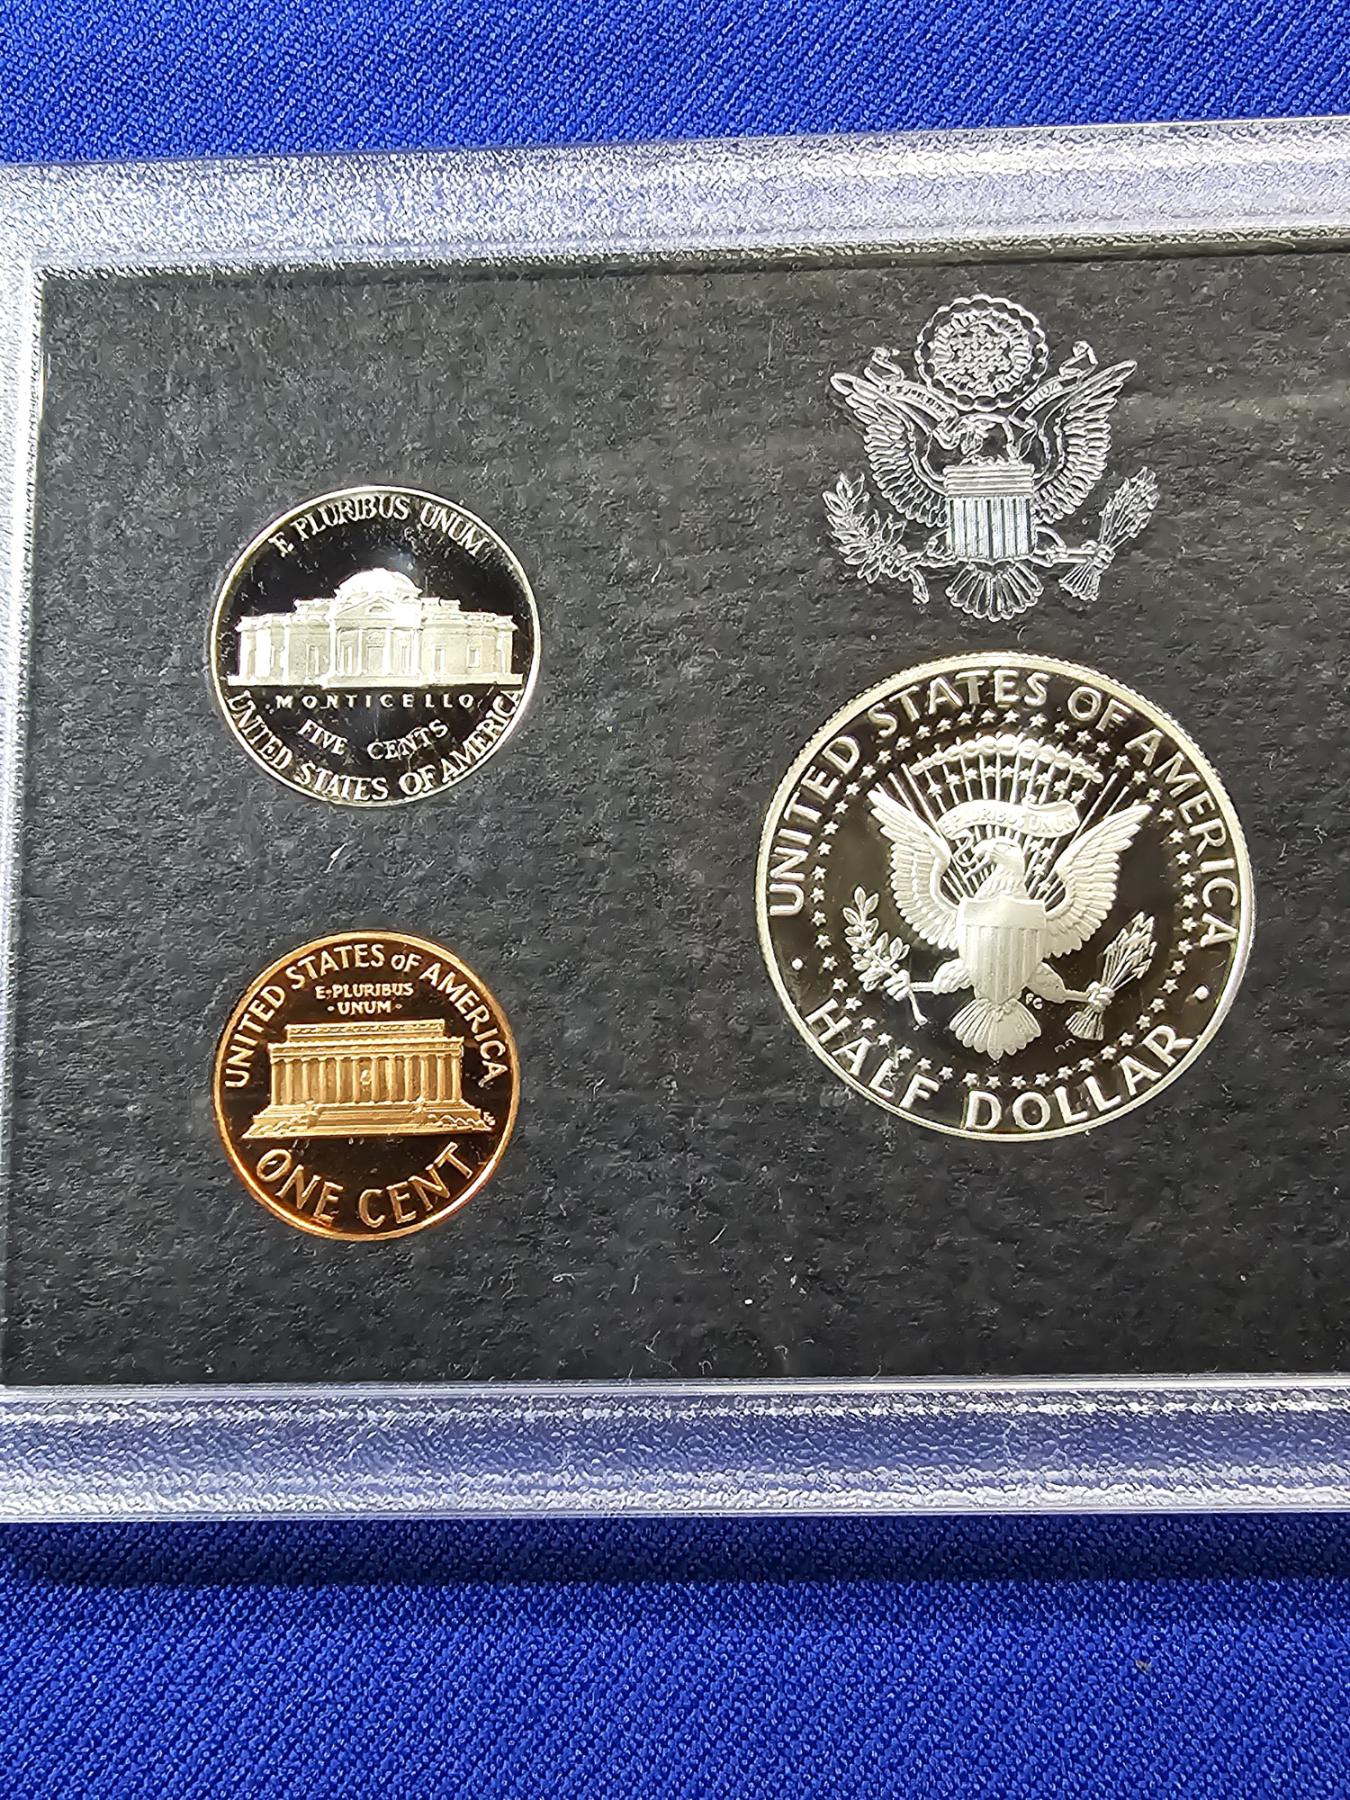 E PLURIBUS UNUM
MONTICELLO
FIVE CENTS
UNITED STATES OF AMERICA
UNITED STATES OF AMERICA
E·PLURIBUS
·UNUM·
ONE CENT
UNITED STATES OF AMERICA
PLURIBUS UNUM
FG
· HALF DOLLAR ·